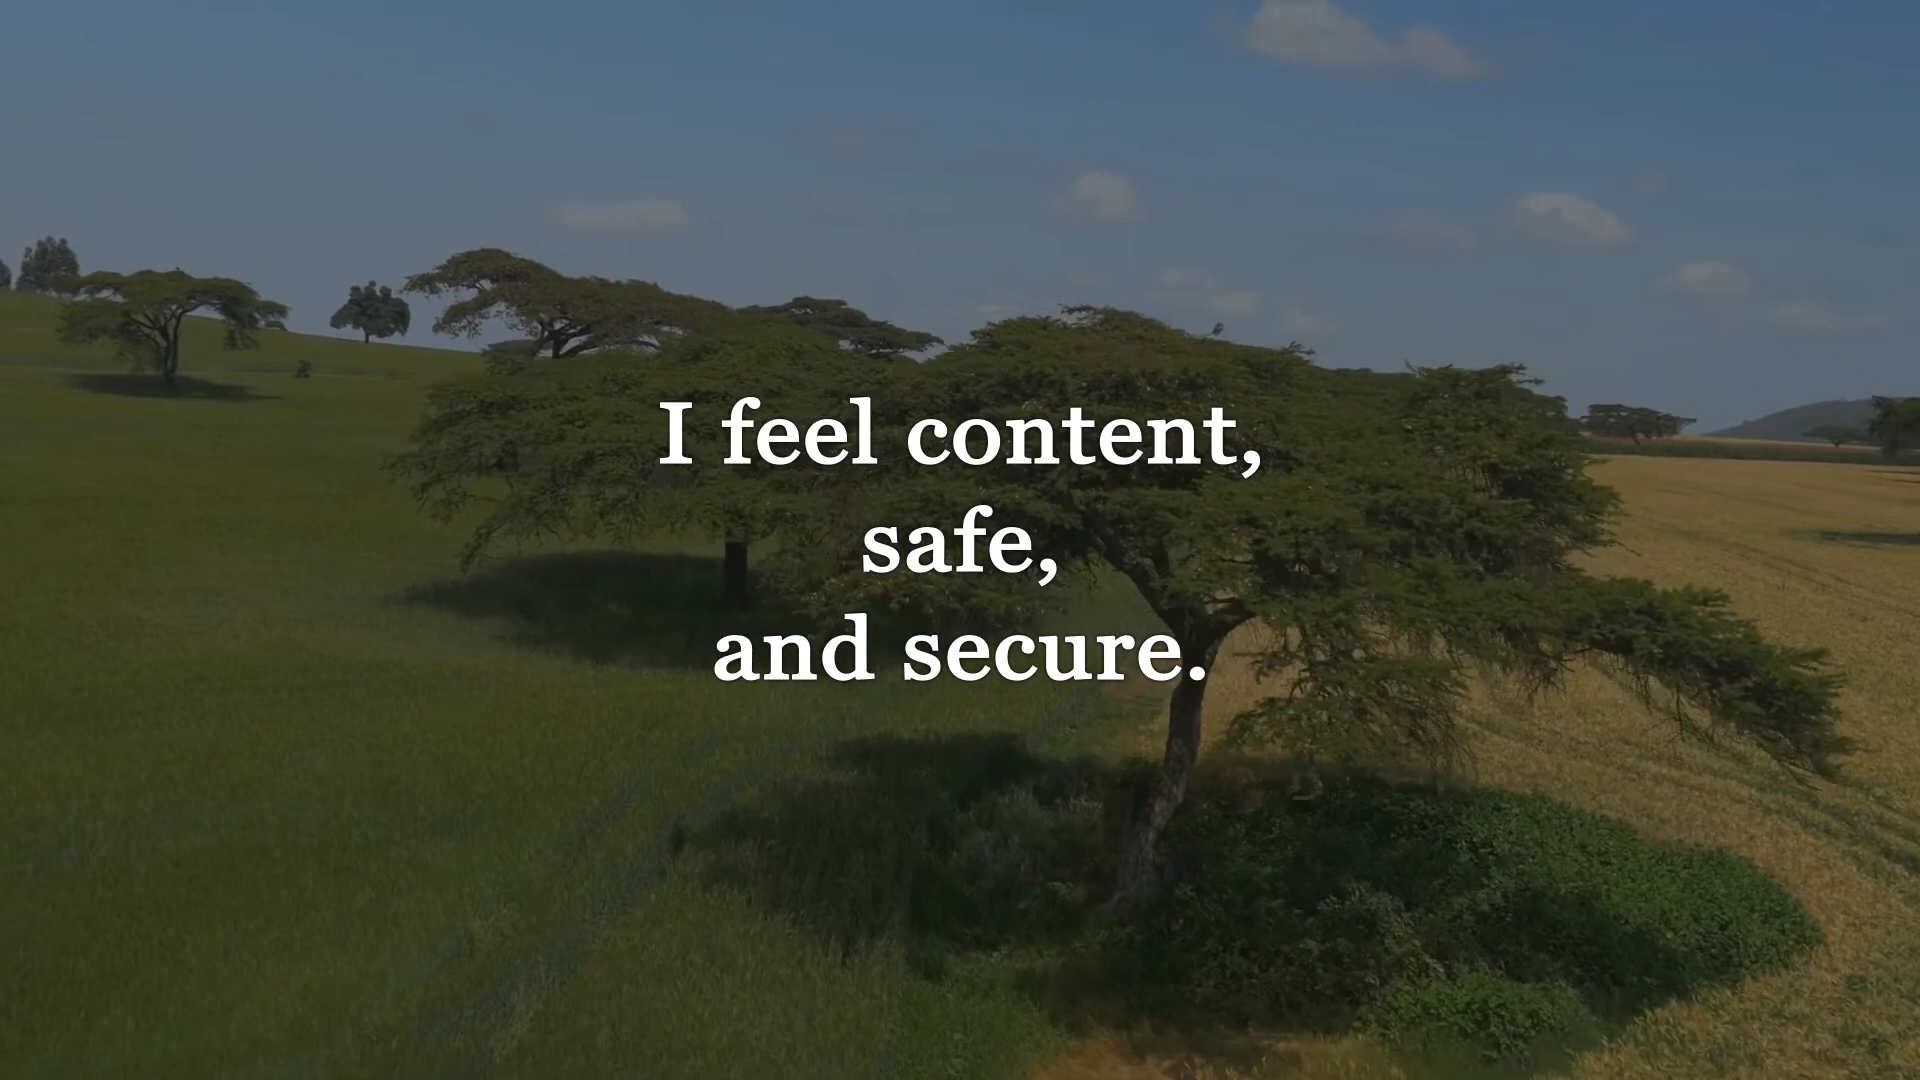 I feel content,
safe,
and secure.